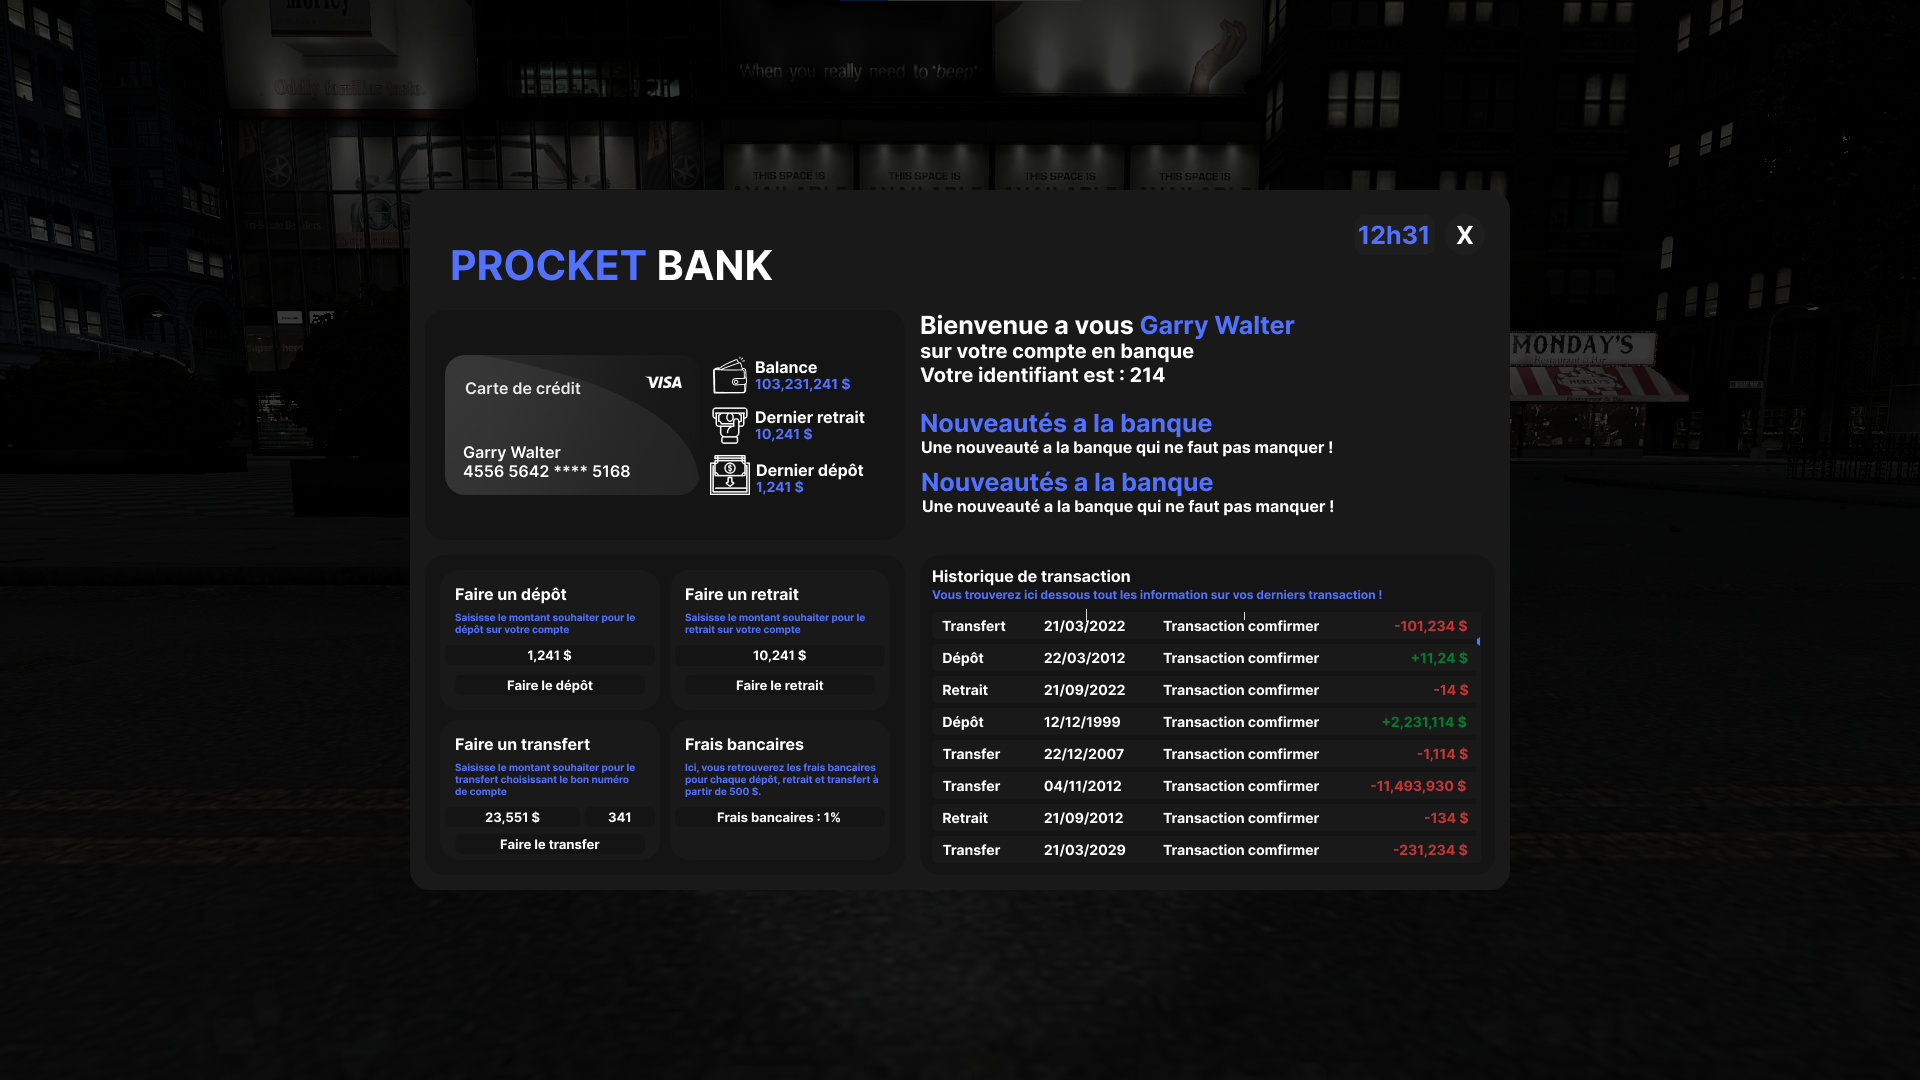 When you really need to *beep*
THIS SPACE IS
THIS SPACE IS
THIS SPACE IS
THIS SPACE IS
MONDAY'S
12h31 X
PROCKET BANK
Carte de crédit
VISA
Garry Walter
4556 5642 **** 5168
Balance
103,231,241 $
Dernier retrait
10,241 $
Dernier dépôt
1,241 $
Bienvenue a vous Garry Walter
sur votre compte en banque
Votre identifiant est : 214
Nouveautés a la banque
Une nouveauté a la banque qui ne faut pas manquer !
Nouveautés a la banque
Une nouveauté a la banque qui ne faut pas manquer !
Faire un dépôt
Saisisse le montant souhaiter pour le
dépôt sur votre compte
1,241 $
Faire le dépôt
Faire un retrait
Saisisse le montant souhaiter pour le
retrait sur votre compte
10,241 $
Faire le retrait
Faire un transfert
Saisisse le montant souhaiter pour le
transfert choisissant le bon numéro
de compte
23,551 $ 341
Faire le transfer
Frais bancaires
Ici, vous retrouverez les frais bancaires
pour chaque dépôt, retrait et transfert à
partir de 500 $.
Frais bancaires : 1%
Historique de transaction
Vous trouverez ici dessous tout les information sur vos derniers transaction !
Transfert 21/03/2022 Transaction comfirmer -101,234 $
Dépôt 22/03/2012 Transaction comfirmer +11,24 $
Retrait 21/09/2022 Transaction comfirmer -14 $
Dépôt 12/12/1999 Transaction comfirmer +2,231,114 $
Transfer 22/12/2007 Transaction comfirmer -1,114 $
Transfer 04/11/2012 Transaction comfirmer -11,493,930 $
Retrait 21/09/2012 Transaction comfirmer -134 $
Transfer 21/03/2029 Transaction comfirmer -231,234 $